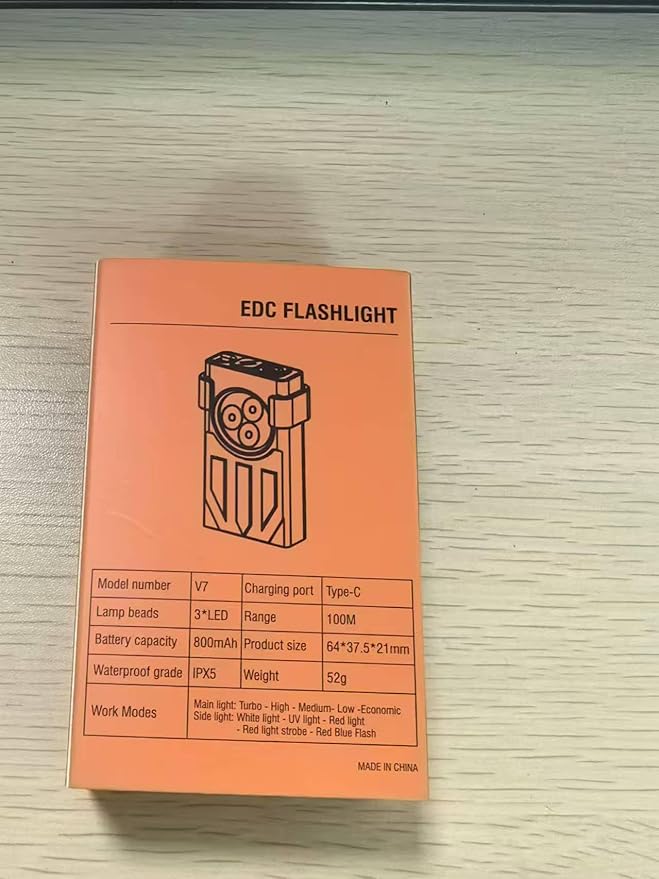 EDC FLASHLIGHT
Model number V7 Charging port Type-C
Lamp beads 3*LED Range 100M
Battery capacity 800mAh Product size 64*37.5*21mm
Waterproof grade IPX5 Weight 52g
Work Modes Main light: Turbo - High - Medium- Low -Economic
Side light: White light - UV light - Red light
- Red light strobe - Red Blue Flash
MADE IN CHINA